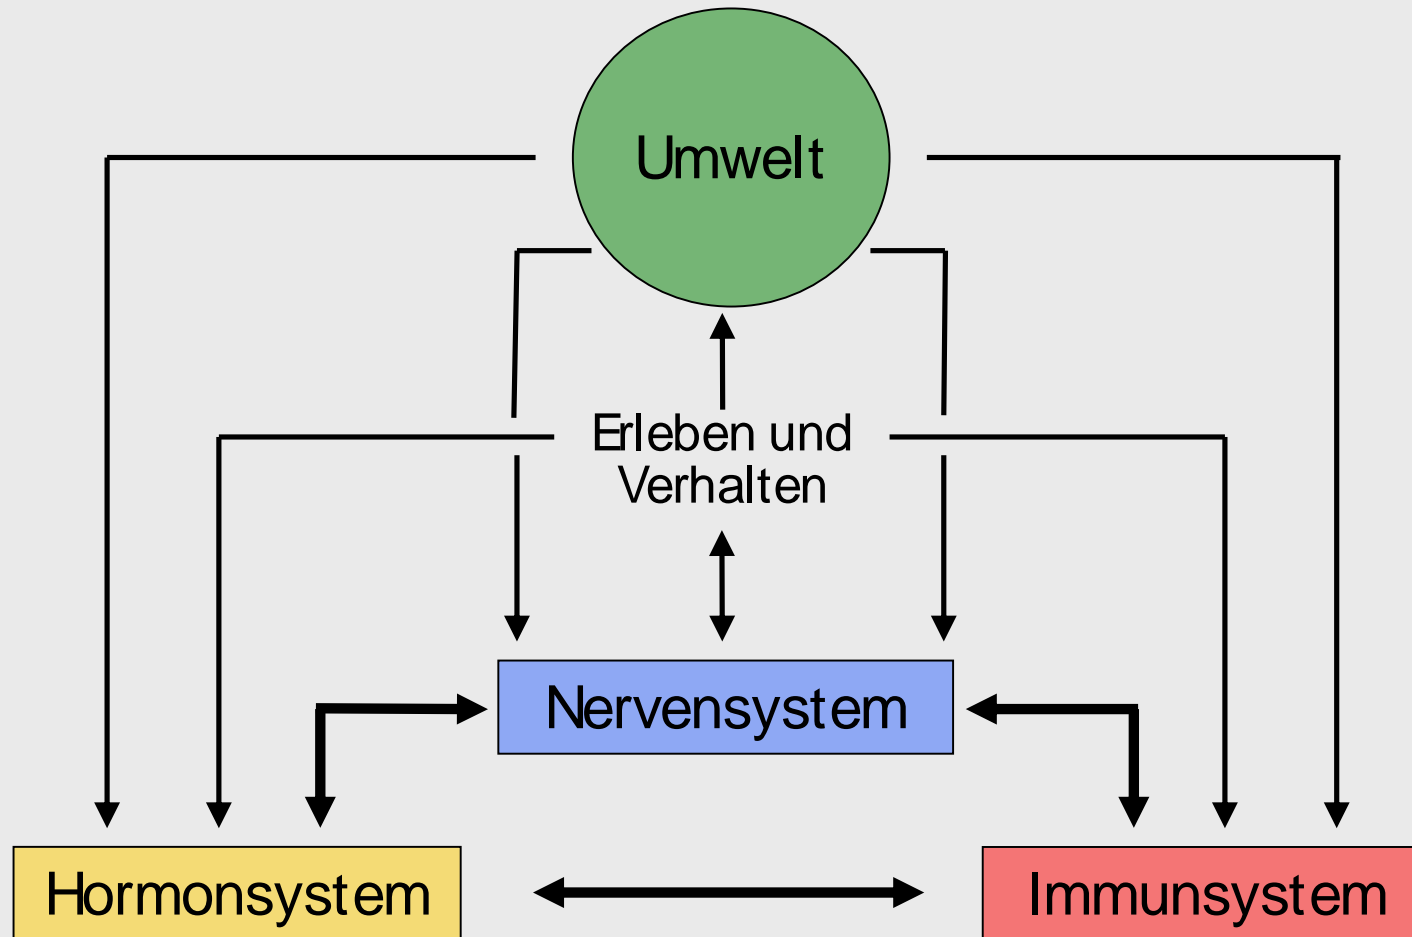 Umwelt
Erleben und
Verhalten
Nervensystem
Hormonsystem
Immunsystem